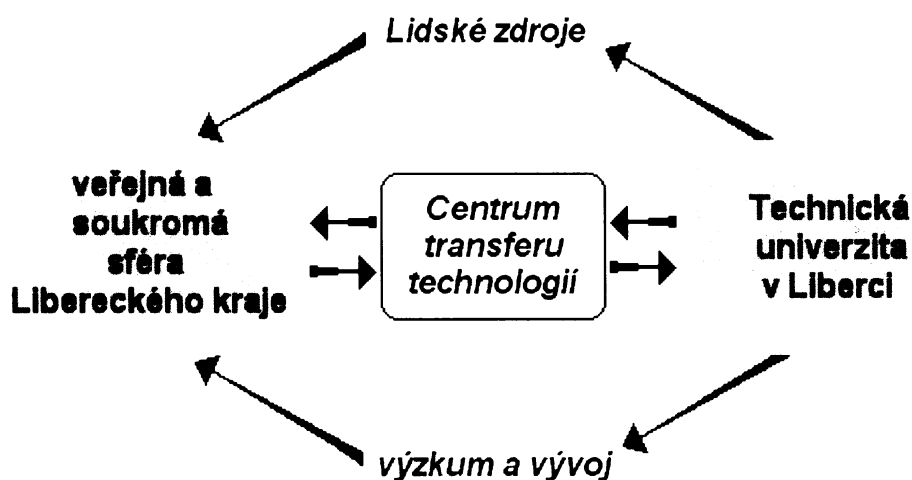 Lidské zdroje
veřejná a
soukromá
sféra
Libereckého kraje
Centrum
transferu
technologií
Technická
univerzita
v Liberci
výzkum a vývoj